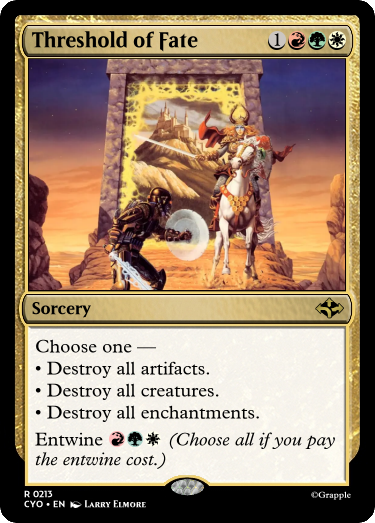 Threshold of Fate 1
Sorcery
Choose one —
• Destroy all artifacts.
• Destroy all creatures.
• Destroy all enchantments.
Entwine (Choose all if you pay
the entwine cost.)
R 0213
CYO • EN Larry Elmore
©Grapple